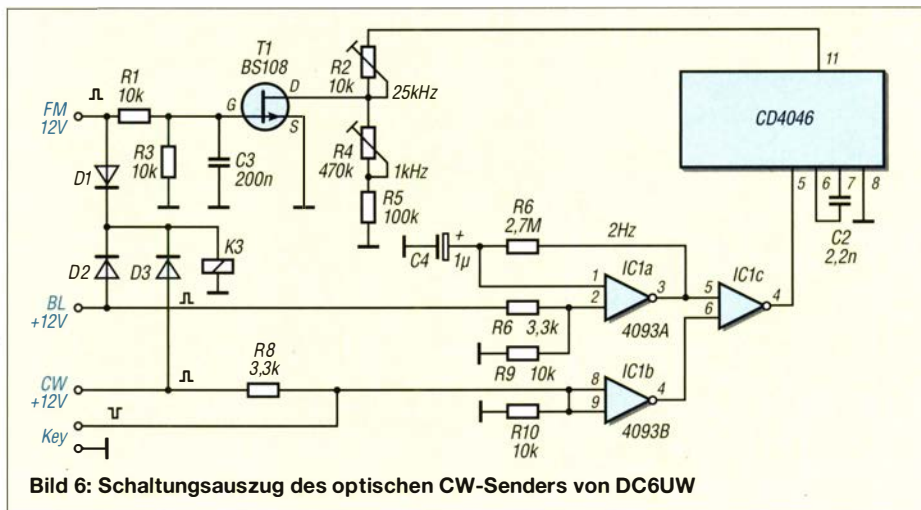 T1
BS108
R1
10k
FM
12V
G
D
S
R3
10k
C3
200n
R2
10k
25kHz
R4
470k
1kHz
R5
100k
11
CD4046
5
6
7
8
C2
2,2n
D1
D2
D3
K3
C4
+
1µ
R6
2,7M
2Hz
IC1a
1
2
3
4093A
IC1c
5
6
4
BL
+12V
R6
3,3k
R9
10k
CW
+12V
R8
3,3k
IC1b
8
9
4
4093B
R10
10k
Key
Bild 6: Schaltungsauszug des optischen CW-Senders von DC6UW